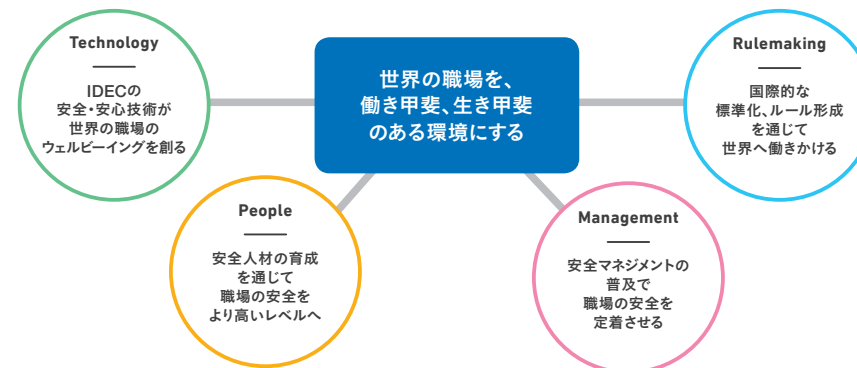 Technology
IDECの
安全・安心技術が
世界の職場の
ウェルビーイングを創る
世界の職場を、
働き甲斐、生き甲斐
のある環境にする
Rulemaking
国際的な
標準化、ルール形成
を通じて
世界へ働きかける
People
安全人材の育成
を通じて
職場の安全を
より高いレベルへ
Management
安全マネジメントの
普及で
職場の安全を
定着させる